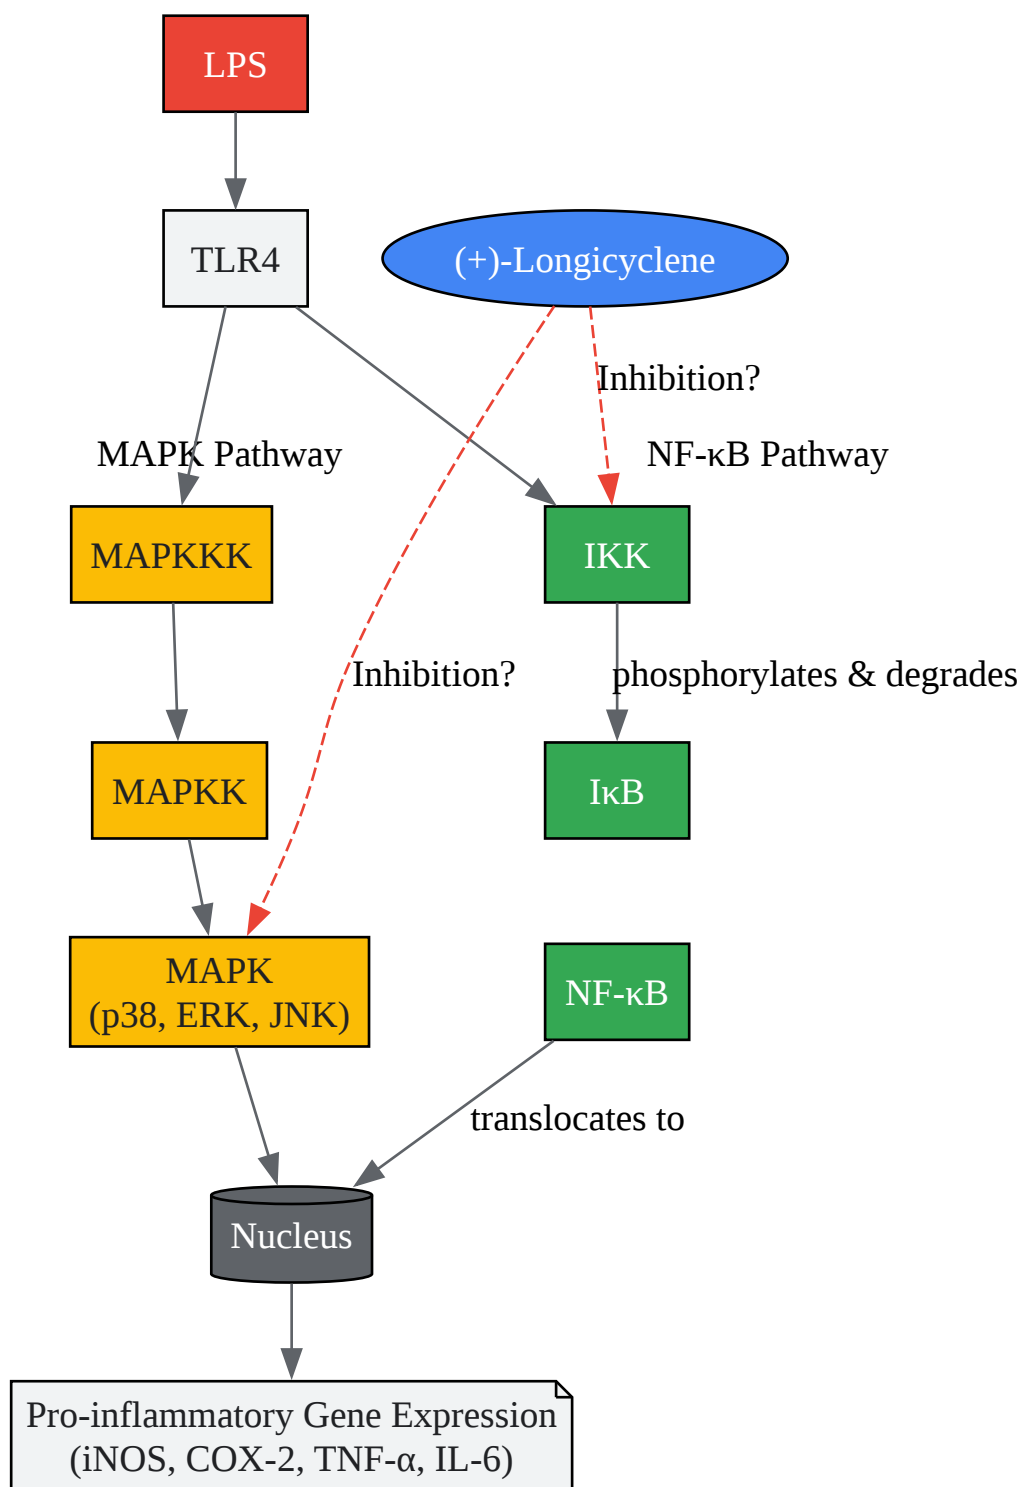 LPS
TLR4
(+)-Longicyclene
Inhibition?
MAPK Pathway
NF-κB Pathway
MAPKKK
IKK
Inhibition?
phosphorylates & degrades
MAPKK
IκB
MAPK
(p38, ERK, JNK)
NF-κB
translocates to
Nucleus
Pro-inflammatory Gene Expression
(iNOS, COX-2, TNF-α, IL-6)